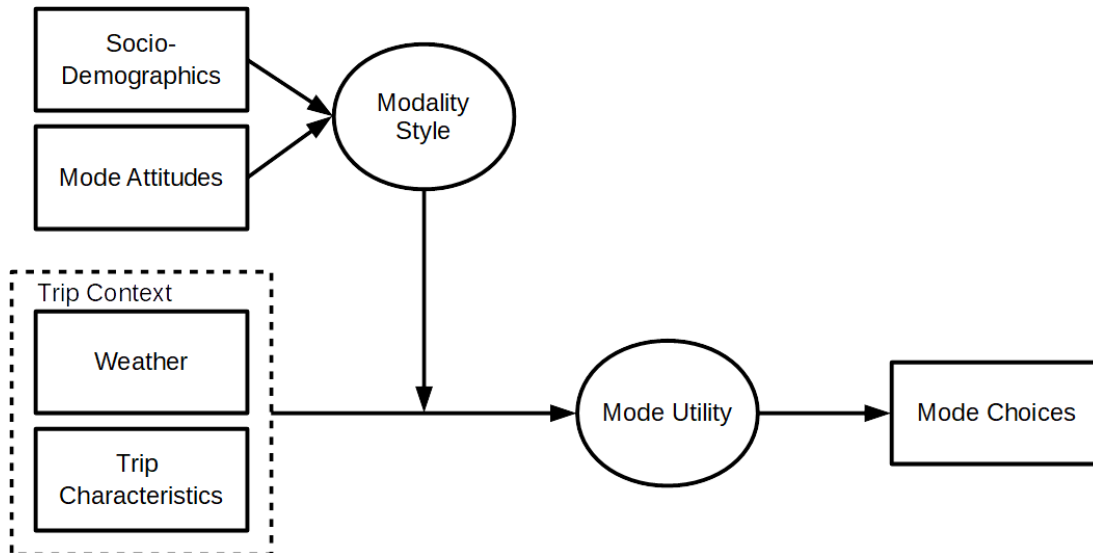 Socio-
Demographics
Modality
Style
Mode Attitudes
Trip Context
Weather
Mode Utility
Mode Choices
Trip
Characteristics